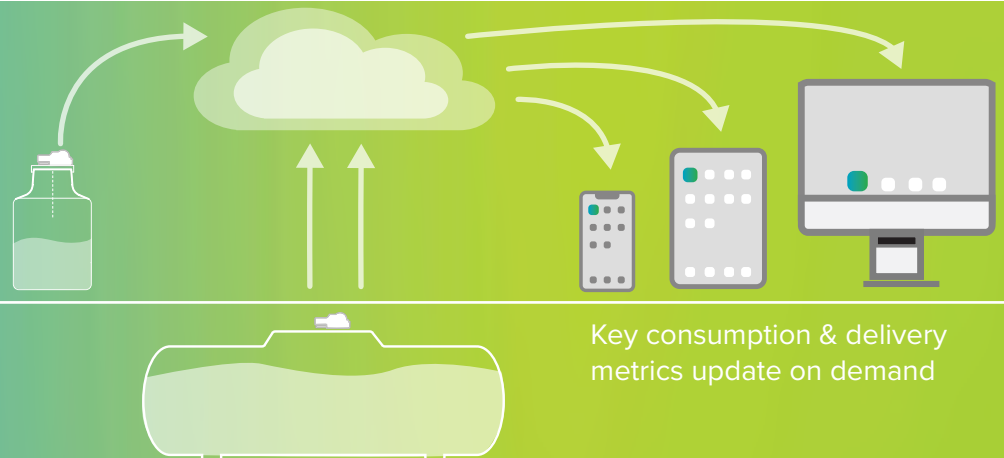 Key consumption & delivery
metrics update on demand